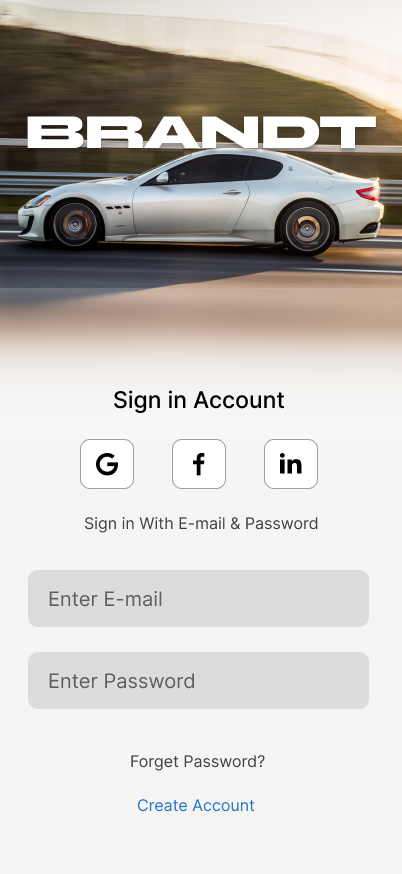 BRANDT
Sign in Account
G f in
Sign in With E-mail & Password
Enter E-mail
Enter Password
Forget Password?
Create Account